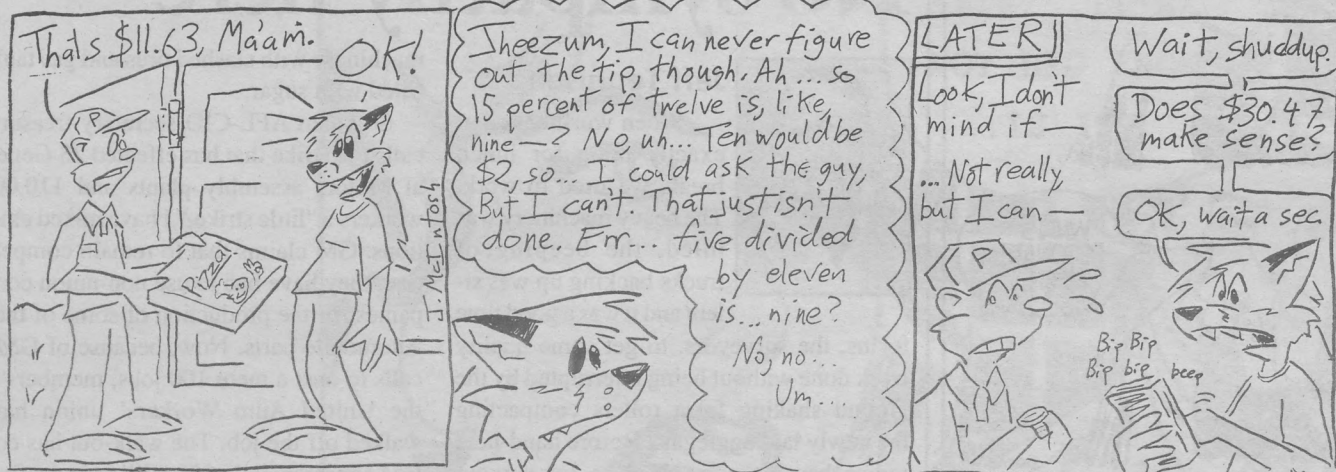 That's $11.63, Ma'am.
OK!
PIZZA
Jheezum, I can never figure
out the tip, though. Ah... so
15 percent of twelve is, like,
nine—? No, uh... Ten would be
$2, so... I could ask the guy,
But I can't. That just isn't
done. Em... five divided
by eleven
is... nine?
No, no.
Um...
LATER
Look, I don't
mind if—
...Not really,
but I can—
Wait, shuddup.
Does $30.47
make sense?
OK, wait a sec.
Bip Bip
Bip bip
beep